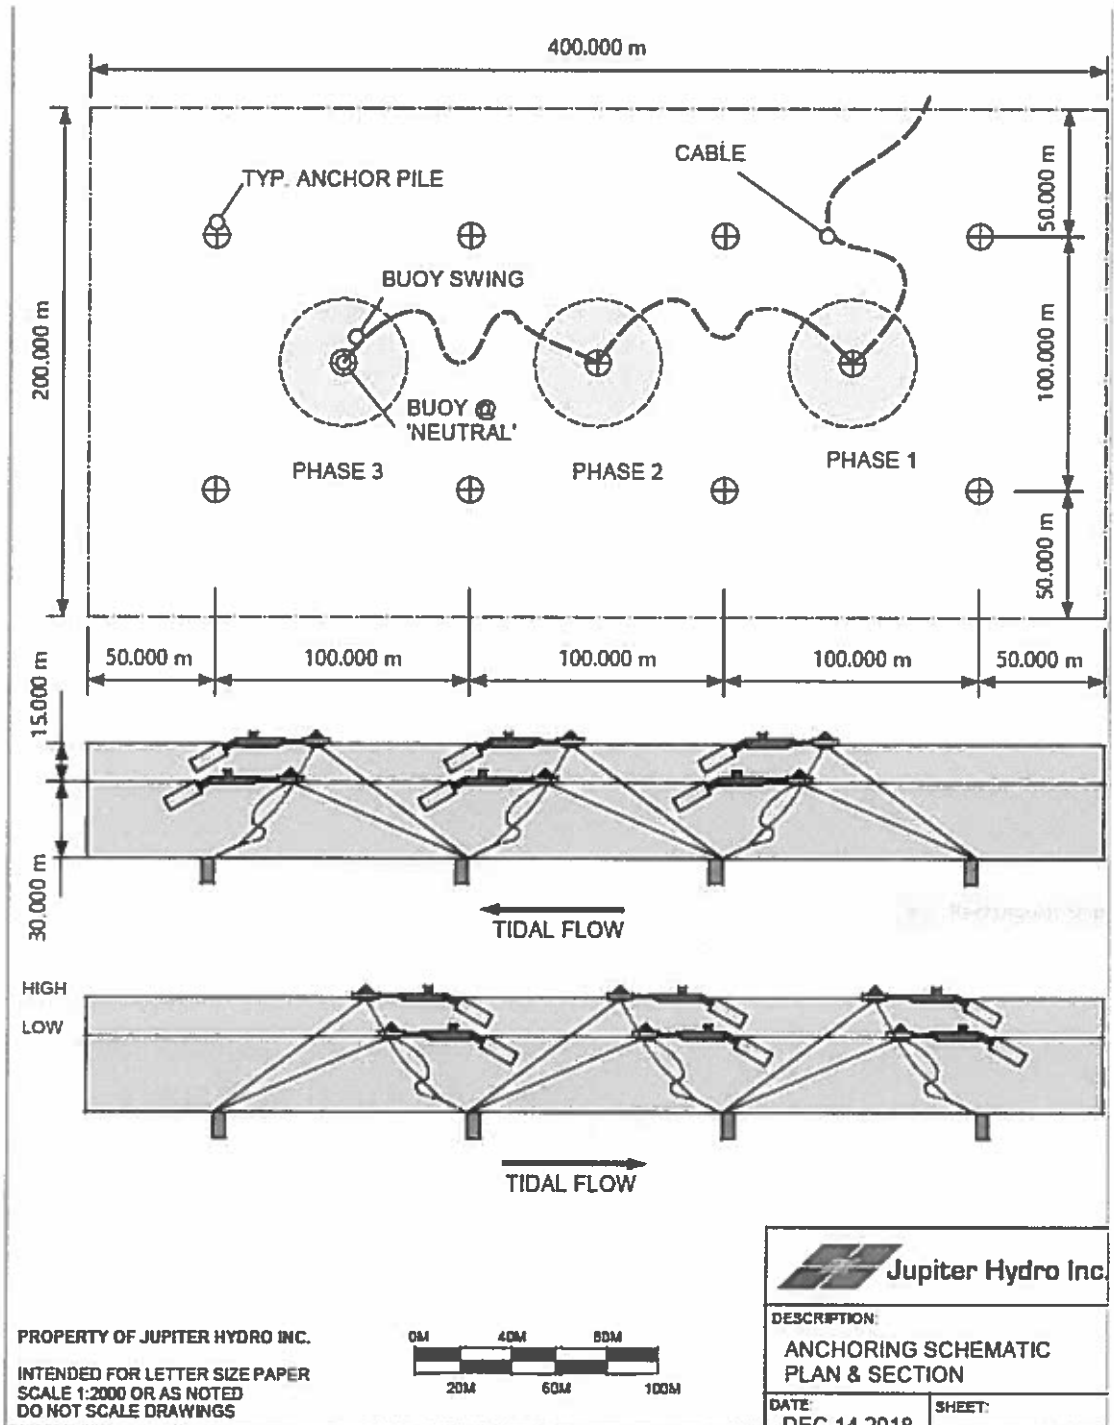 400.000 m
CABLE
TYP. ANCHOR PILE
50.000 m
BUOY SWING
200.000 m
100.000 m
BUOY @
'NEUTRAL'
PHASE 3
PHASE 2
PHASE 1
50.000 m
50.000 m
100.000 m
100.000 m
100.000 m
50.000 m
15.000 m
30.000 m
TIDAL FLOW
HIGH
LOW
TIDAL FLOW
Jupiter Hydro Inc.
DESCRIPTION:
ANCHORING SCHEMATIC
PLAN & SECTION
DATE:
SHEET:
DEC 14 2018
PROPERTY OF JUPITER HYDRO INC.
INTENDED FOR LETTER SIZE PAPER
SCALE 1:2000 OR AS NOTED
DO NOT SCALE DRAWINGS
0M 40M 80M
20M 60M 100M